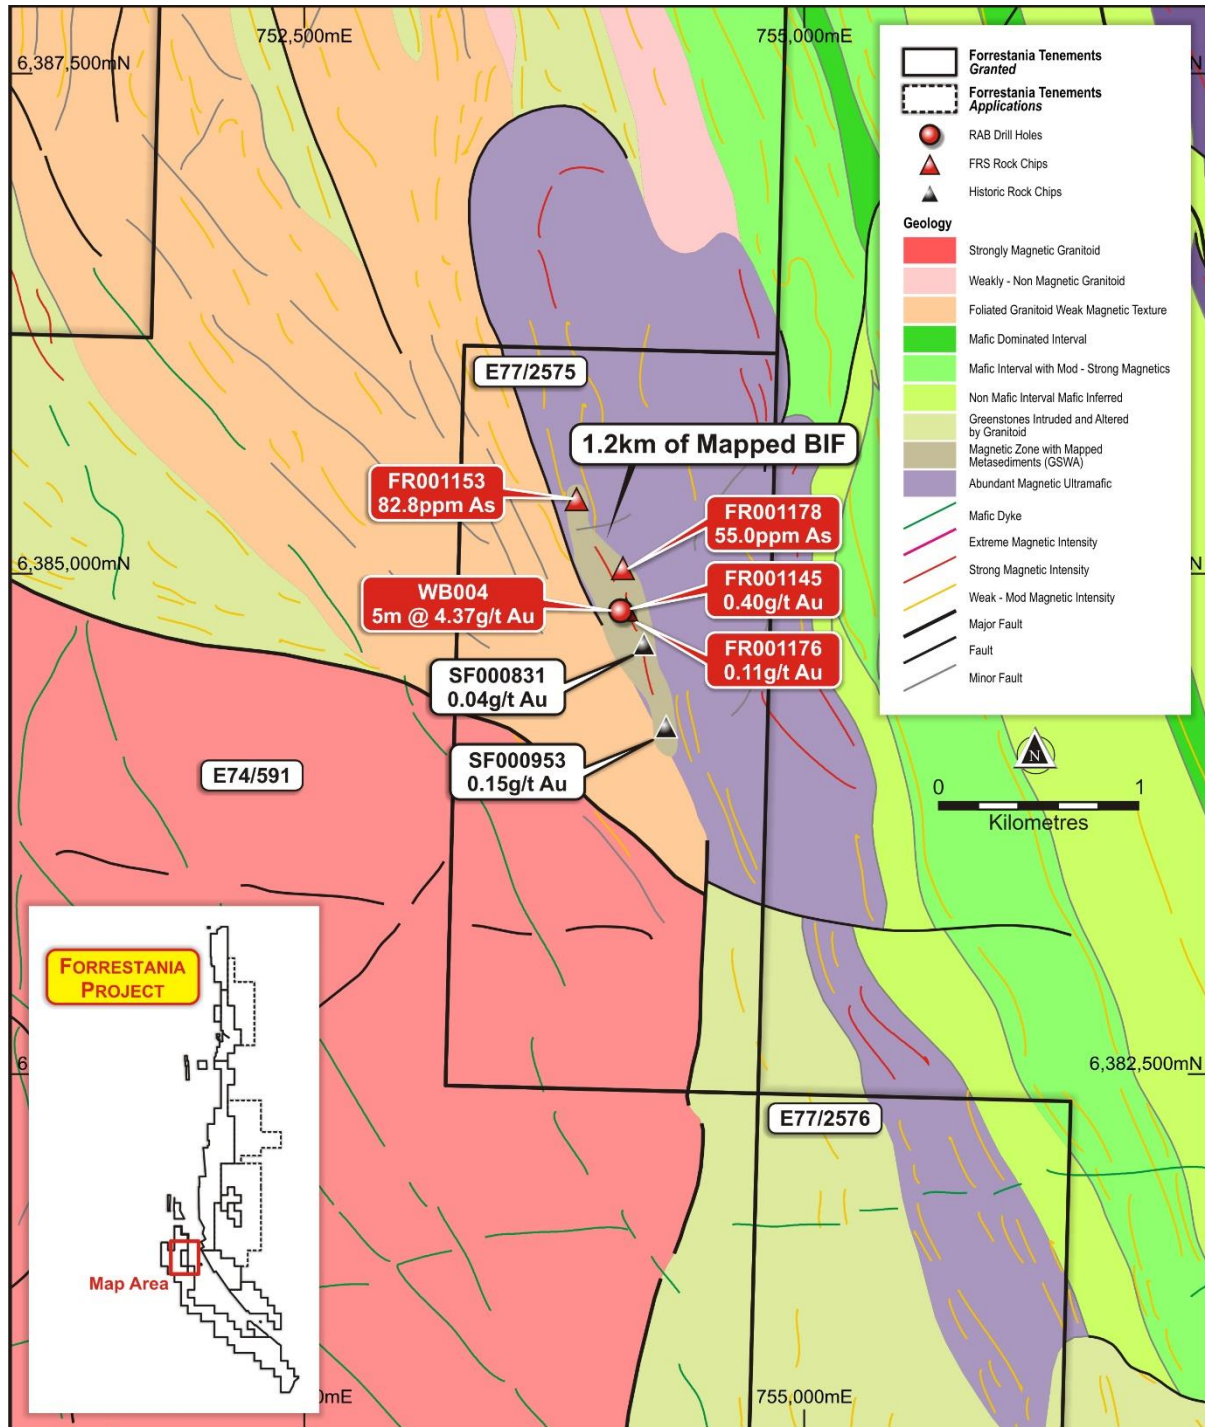 752,500mE
755,000mE
6,387,500mN
N
Forrestania Tenements
Granted
Forrestania Tenements
Applications
RAB Drill Holes
FRS Rock Chips
Historic Rock Chips
Geology
Strongly Magnetic Granitoid
Weakly - Non Magnetic Granitoid
Foliated Granitoid Weak Magnetic Texture
Mafic Dominated Interval
Mafic Interval with Mod - Strong Magnetics
Non Mafic Interval Mafic Inferred
Greenstones Intruded and Altered
by Granitoid
Magnetic Zone with Mapped
Metasediments (GSWA)
Abundant Magnetic Ultramafic
Mafic Dyke
Extreme Magnetic Intensity
Strong Magnetic Intensity
Weak - Mod Magnetic Intensity
Major Fault
Fault
Minor Fault
E77/2575
1.2km of Mapped BIF
FR001153
82.8ppm As
FR001178
55.0ppm As
6,385,000mN
N
WB004
5m @ 4.37g/t Au
FR001145
0.40g/t Au
FR001176
0.11g/t Au
SF000831
0.04g/t Au
SF000953
0.15g/t Au
E74/591
N
0 1
Kilometres
FORRESTANIA
PROJECT
Map Area
6
6,382,500mN
E77/2576
0mE
755,000mE